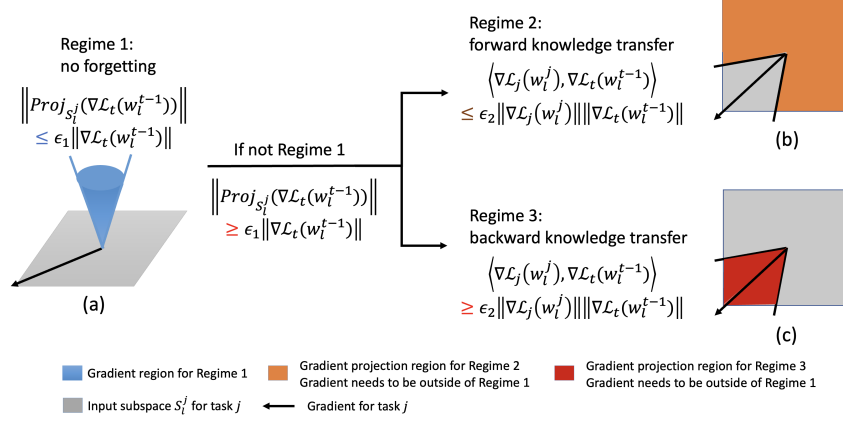 Regime 1:
no forgetting
‖Proj_{S_l^j}(∇ℒ_t(w_l^{t−1}))‖
≤ ϵ_1‖∇ℒ_t(w_l^{t−1})‖
(a)
If not Regime 1
‖Proj_{S_l^j}(∇ℒ_t(w_l^{t−1}))‖
≥ ϵ_1‖∇ℒ_t(w_l^{t−1})‖
Regime 2:
forward knowledge transfer
⟨∇ℒ_j(w_l^j), ∇ℒ_t(w_l^{t−1})⟩
≤ ϵ_2‖∇ℒ_j(w_l^j)‖‖∇ℒ_t(w_l^{t−1})‖
(b)
Regime 3:
backward knowledge transfer
⟨∇ℒ_j(w_l^j), ∇ℒ_t(w_l^{t−1})⟩
≥ ϵ_2‖∇ℒ_j(w_l^j)‖‖∇ℒ_t(w_l^{t−1})‖
(c)
Gradient region for Regime 1
Gradient projection region for Regime 2
Gradient needs to be outside of Regime 1
Gradient projection region for Regime 3
Gradient needs to be outside of Regime 1
Input subspace S_l^j for task j
Gradient for task j